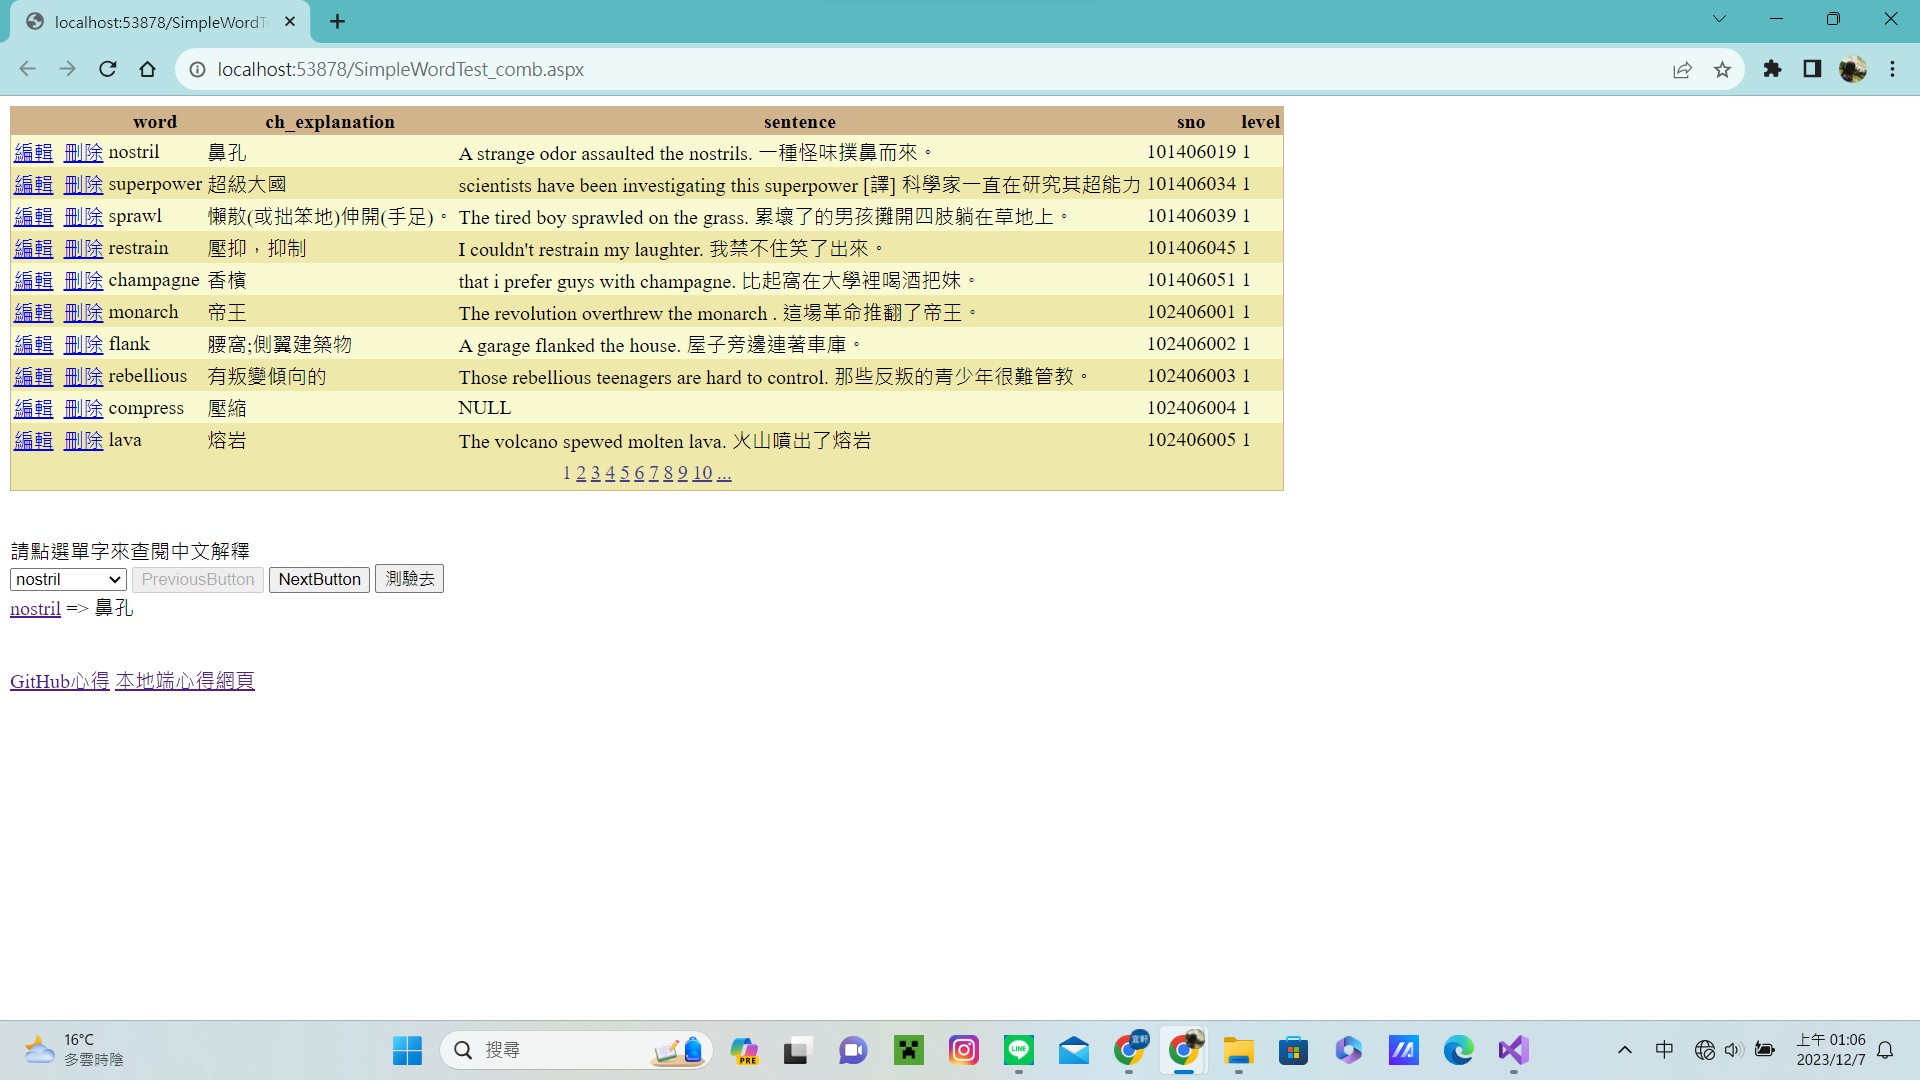 localhost:53878/SimpleWordT
localhost:53878/SimpleWordTest_comb.aspx
word ch_explanation sentence sno level
編輯 刪除 nostril 鼻孔 A strange odor assaulted the nostrils. 一種怪味撲鼻而來。 101406019 1
編輯 刪除 superpower 超級大國 scientists have been investigating this superpower [譯] 科學家一直在研究其超能力 101406034 1
編輯 刪除 sprawl 懶散(或拙笨地)伸開(手足)。 The tired boy sprawled on the grass. 累壞了的男孩攤開四肢躺在草地上。 101406039 1
編輯 刪除 restrain 壓抑，抑制 I couldn't restrain my laughter. 我禁不住笑了出來。 101406045 1
編輯 刪除 champagne 香檳 that i prefer guys with champagne. 比起窩在大學裡喝酒把妹。 101406051 1
編輯 刪除 monarch 帝王 The revolution overthrew the monarch . 這場革命推翻了帝王。 102406001 1
編輯 刪除 flank 腰窩;側翼建築物 A garage flanked the house. 屋子旁邊連著車庫。 102406002 1
編輯 刪除 rebellious 有叛變傾向的 Those rebellious teenagers are hard to control. 那些反叛的青少年很難管教。 102406003 1
編輯 刪除 compress 壓縮 NULL 102406004 1
編輯 刪除 lava 熔岩 The volcano spewed molten lava. 火山噴出了熔岩 102406005 1
1 2 3 4 5 6 7 8 9 10 ...
請點選單字來查閱中文解釋
nostril PreviousButton NextButton 測驗去
nostril => 鼻孔
GitHub心得 本地端心得網頁
16°C
多雲時陰
搜尋
PRE
LINE
宜軒
中
上午 01:06
2023/12/7